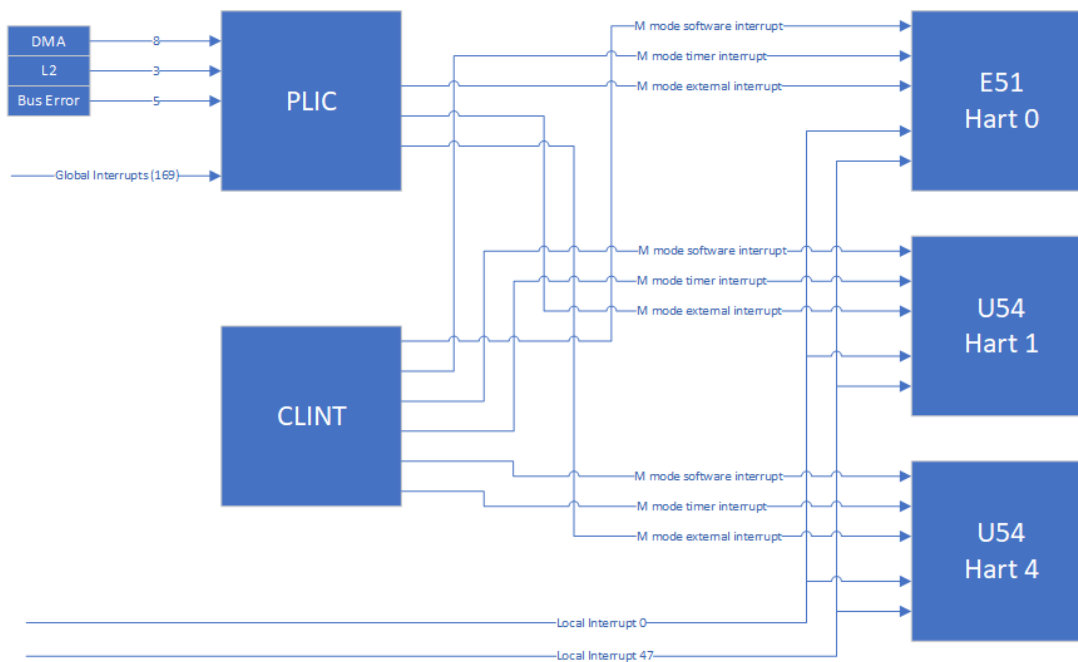 DMA
8
L2
3
Bus Error
5
Global Interrupts (169)
PLIC
M mode software interrupt
M mode timer interrupt
M mode external interrupt
E51
Hart 0
CLINT
M mode software interrupt
M mode timer interrupt
M mode external interrupt
U54
Hart 1
M mode software interrupt
M mode timer interrupt
M mode external interrupt
U54
Hart 4
Local Interrupt 0
Local Interrupt 47